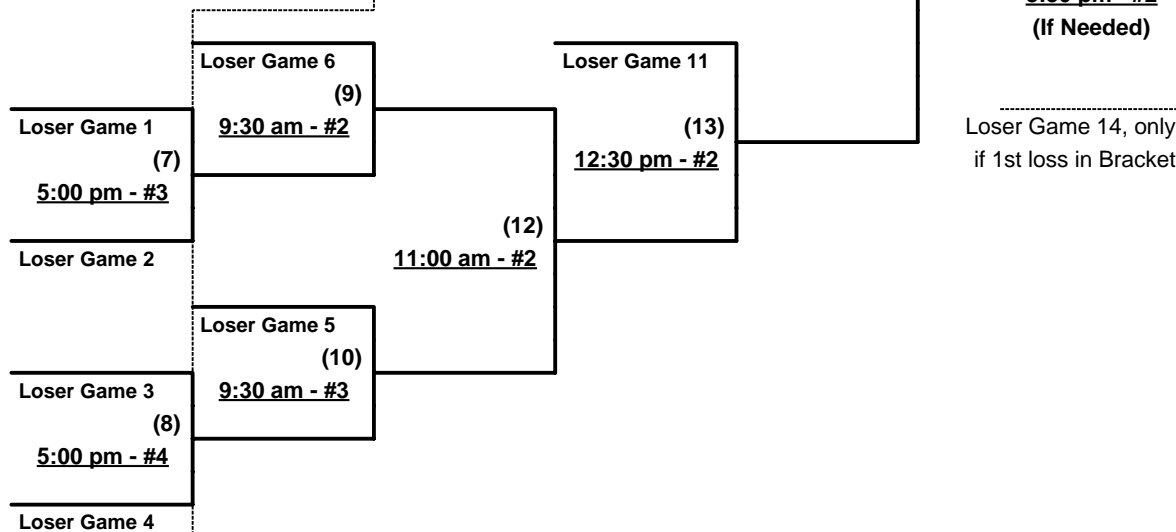 (If Needed)
Loser Game 6
Loser Game 11
(9)
Loser Game 1
9:30 am - #2
(13)
Loser Game 14, only
(7)
12:30 pm - #2
if 1st loss in Bracket
5:00 pm - #3
(12)
Loser Game 2
11:00 am - #2
Loser Game 5
(10)
Loser Game 3
9:30 am - #3
(8)
5:00 pm - #4
Loser Game 4